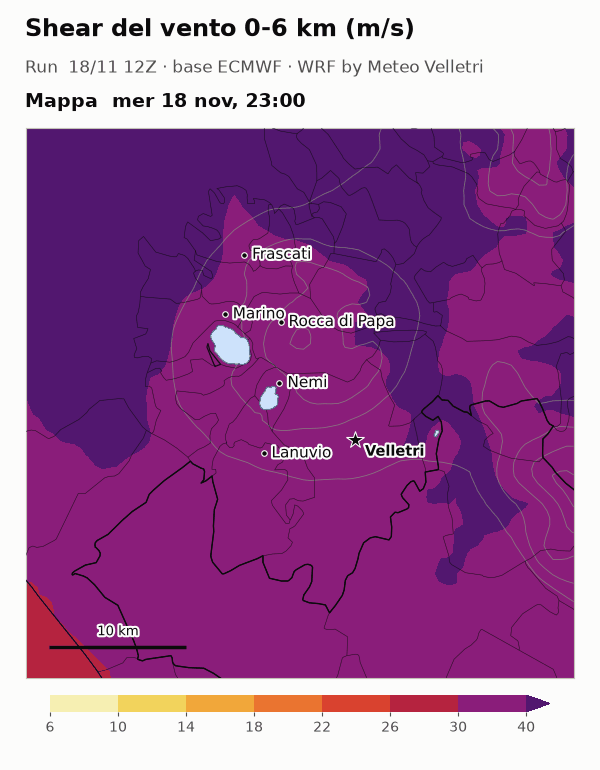 Shear del vento 0-6 km (m/s)
Run 18/11 12Z · base ECMWF · WRF by Meteo Velletri
Mappa mer 18 nov, 23:00
Frascati
Marino
Rocca di Papa
Nemi
Velletri
Lanuvio
10 km
6 10 14 18 22 26 30 40